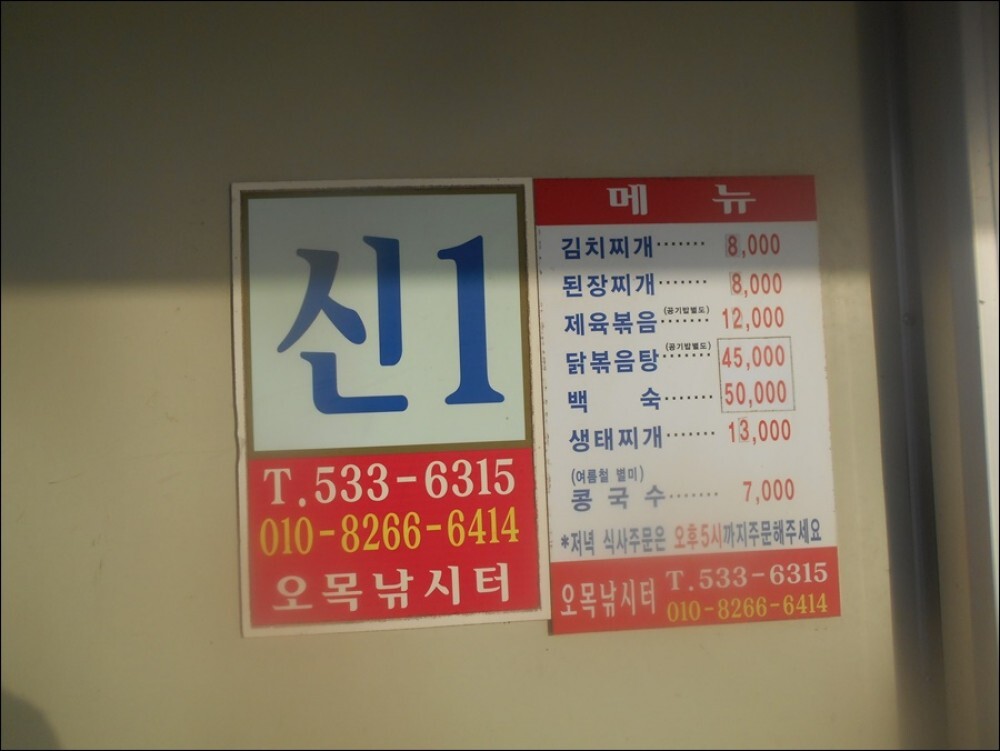 신1
T.533-6315
010-8266-6414
오목낚시터
메 뉴
김치찌개······· 8,000
된장찌개······· 8,000
제육볶음(공기밥별도)······· 12,000
닭볶음탕(공기밥별도)······· 45,000
백 숙······· 50,000
생태찌개······· 13,000
(여름철 별미)
콩 국 수······· 7,000
*저녁 식사주문은 오후5시까지주문해주세요
오목낚시터 T.533-6315
010-8266-6414